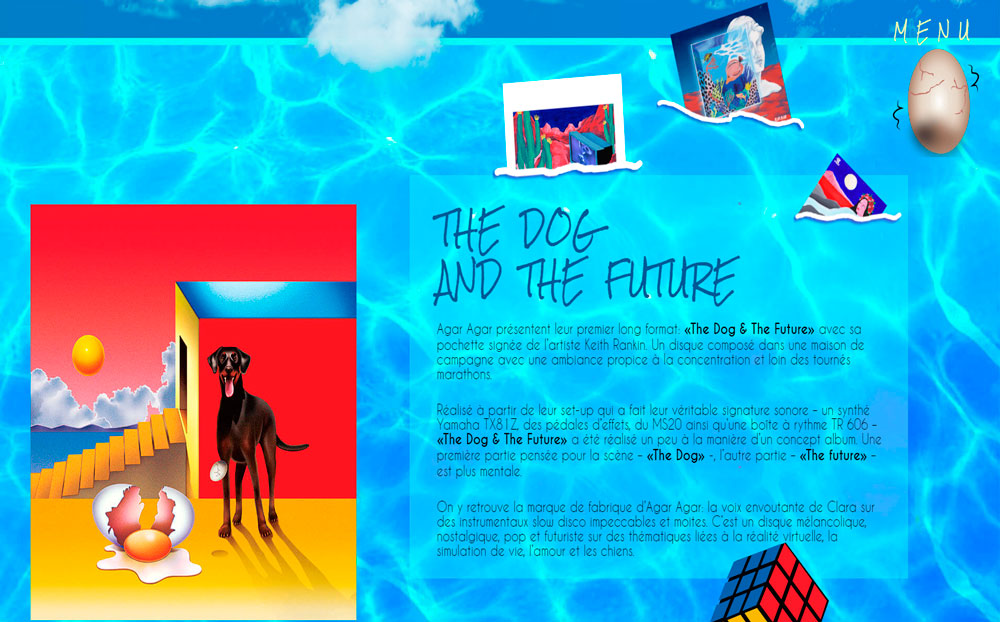 MENU
THE DOG
AND THE FUTURE
Agar Agar présentent leur premier long format: «The Dog & The Future» avec sa
pochette signée de l'artiste Keith Rankin. Un disque composé dans une maison de
campagne avec une ambiance propice à la concentration et loin des tournés
marathons.
Réalisé à partir de leur set-up qui a fait leur véritable signature sonore – un synthé
Yamaha TX81Z, des pédales d'effets, du MS20 ainsi qu'une boîte à rythme TR 606 –
«The Dog & The Future» a été réalisé un peu à la manière d'un concept album. Une
première partie pensée pour la scène – «The Dog» -, l'autre partie – «The future» –
est plus mentale.
On y retrouve la marque de fabrique d'Agar Agar: la voix envoutante de Clara sur
des instrumentaux slow disco impeccables et moites. C'est un disque mélancolique,
nostalgique, pop et futuriste sur des thématiques liées à la réalité virtuelle, la
simulation de vie, l'amour et les chiens.